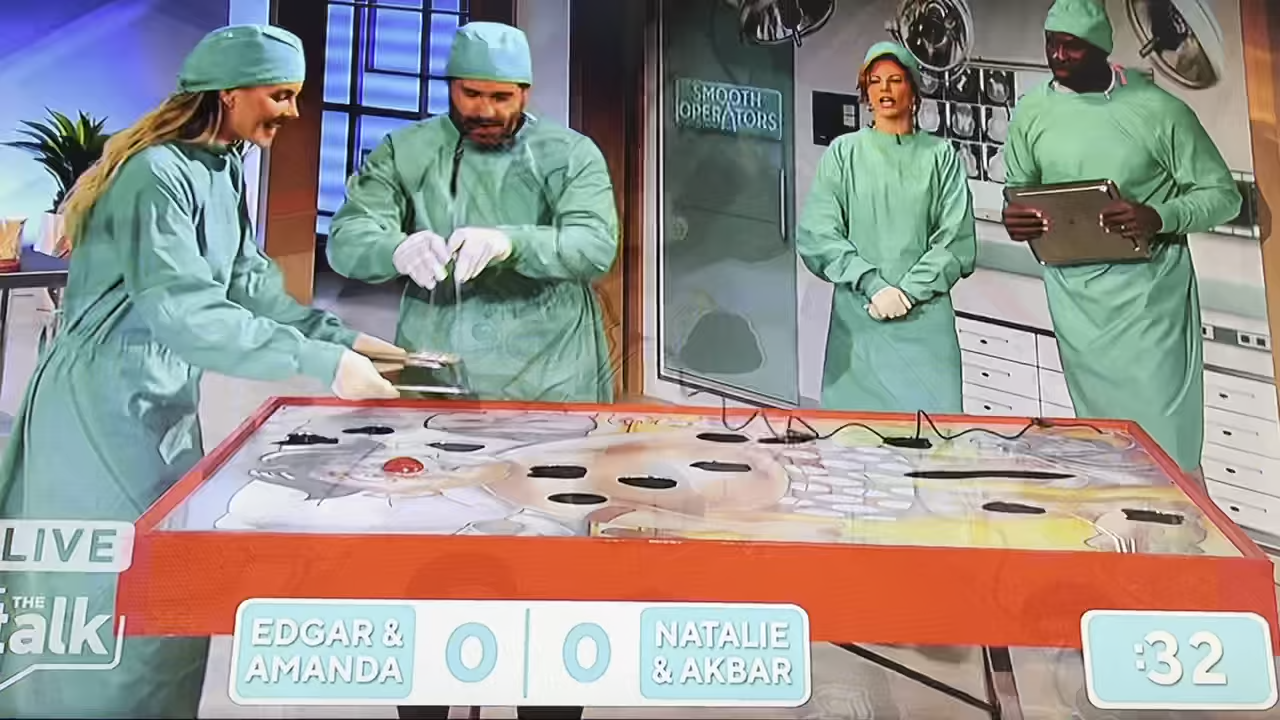 SMOOTH
OPERATORS
LIVE
THE
talk
EDGAR &
AMANDA
0
0
NATALIE
& AKBAR
:32